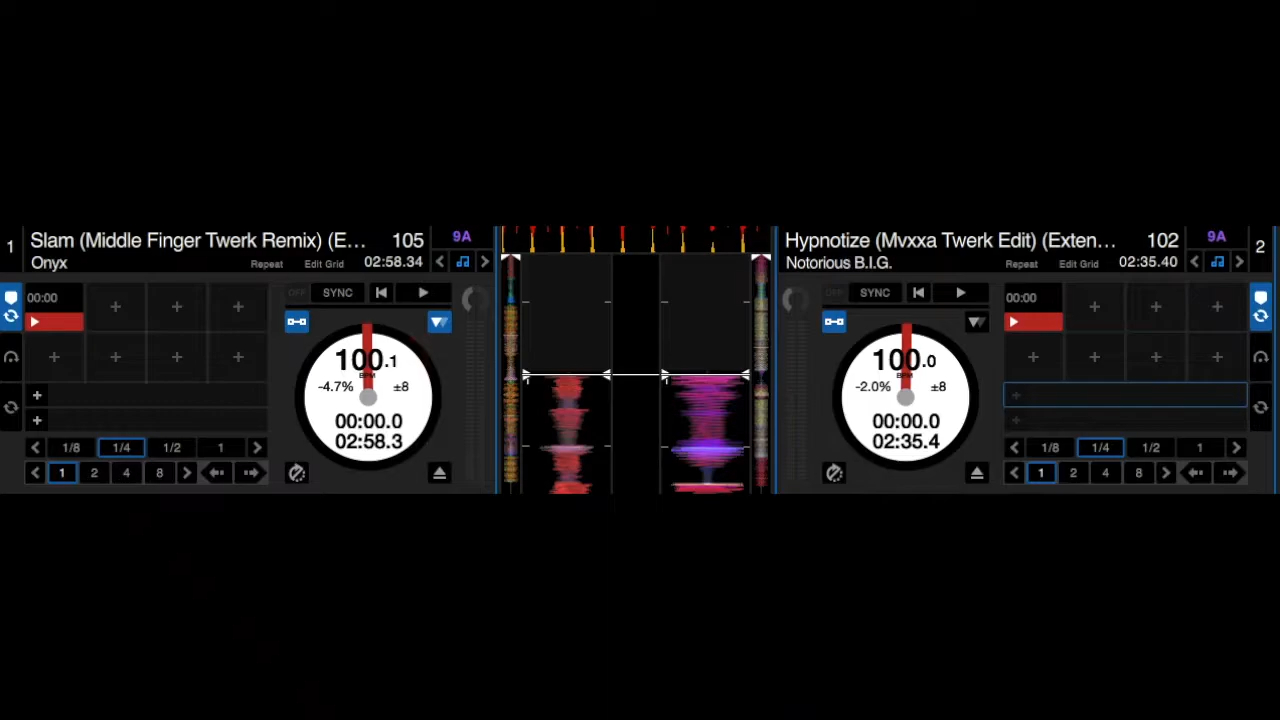 1
Slam (Middle Finger Twerk Remix) (E...
105
9A
Onyx
Repeat
Edit Grid
02:58.34
00:00
OFF
SYNC
100.1
BPM
-4.7%
±8
00:00.0
02:58.3
1/8
1/4
1/2
1
1
2
4
8
Hypnotize (Mvxxa Twerk Edit) (Exten...
102
9A
2
Notorious B.I.G.
Repeat
Edit Grid
02:35.40
OFF
SYNC
100.0
BPM
-2.0%
±8
00:00.0
02:35.4
00:00
1/8
1/4
1/2
1
1
2
4
8